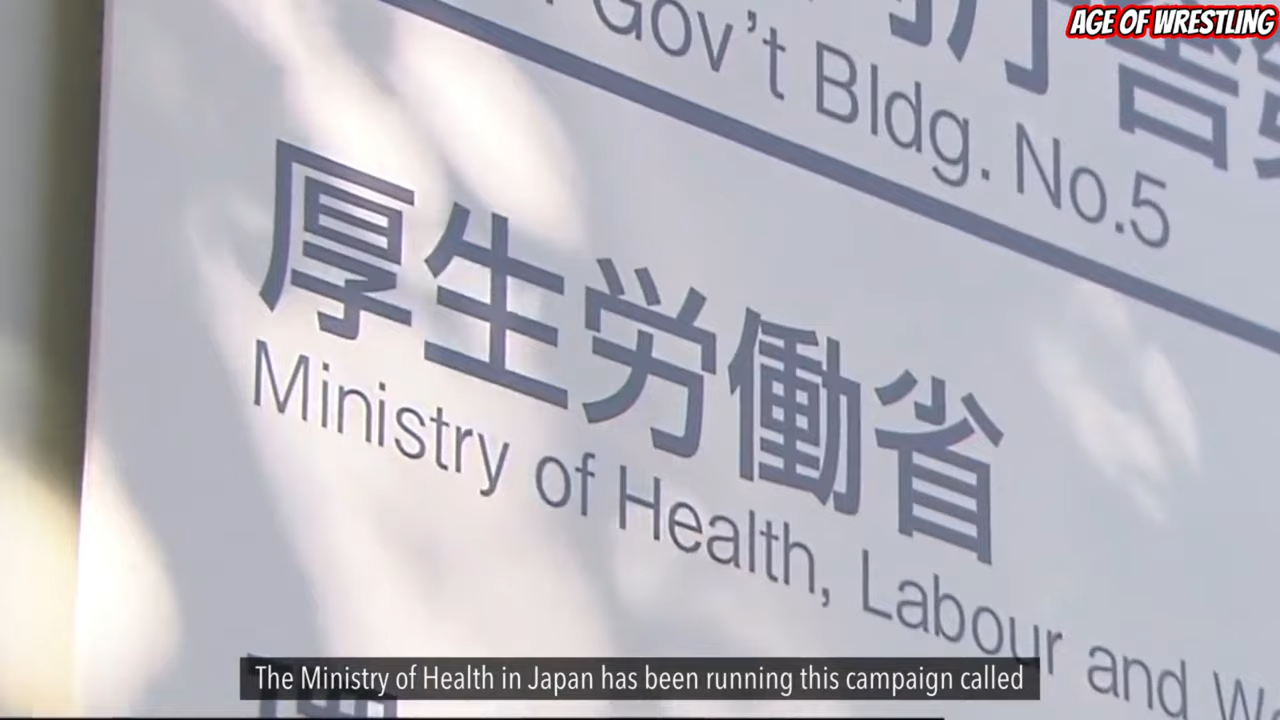 AGE OF WRESTLING
Gov't Bldg. No.5
厚生労働省
Ministry of Health, Labour and
The Ministry of Health in Japan has been running this campaign called